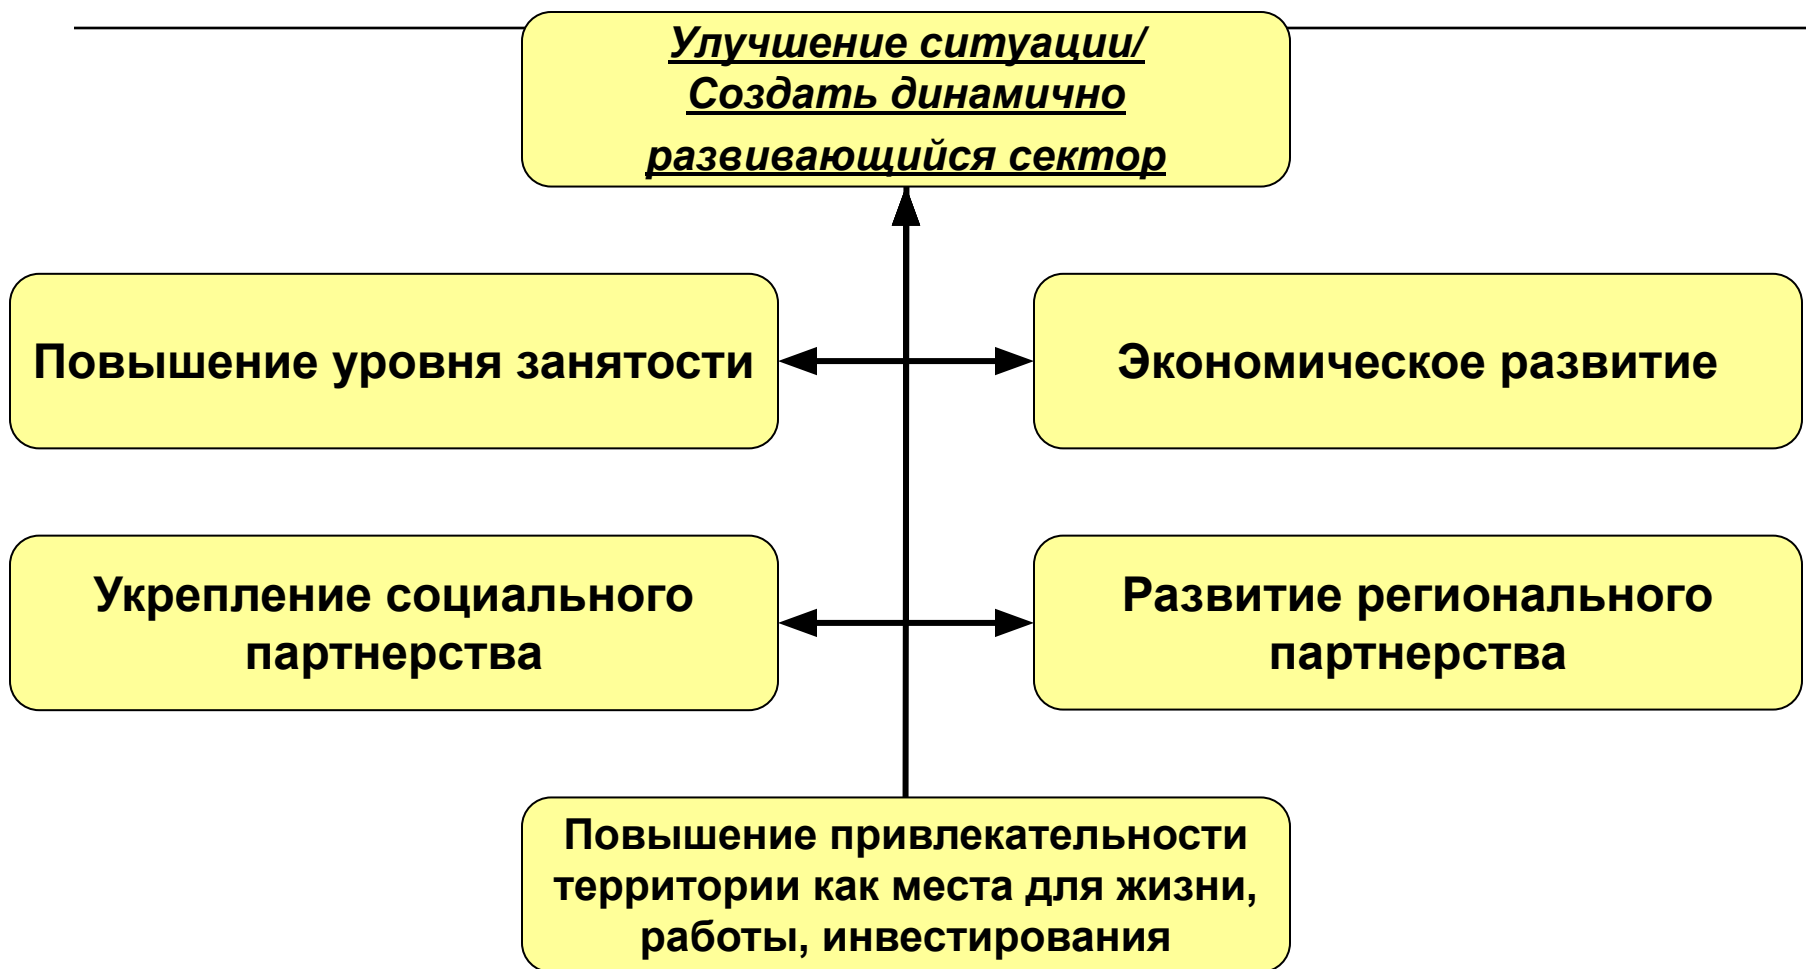 Улучшение ситуации/
Создать динамично
развивающийся сектор
Повышение уровня занятости
Экономическое развитие
Укрепление социального
партнерства
Развитие регионального
партнерства
Повышение привлекательности
территории как места для жизни,
работы, инвестирования